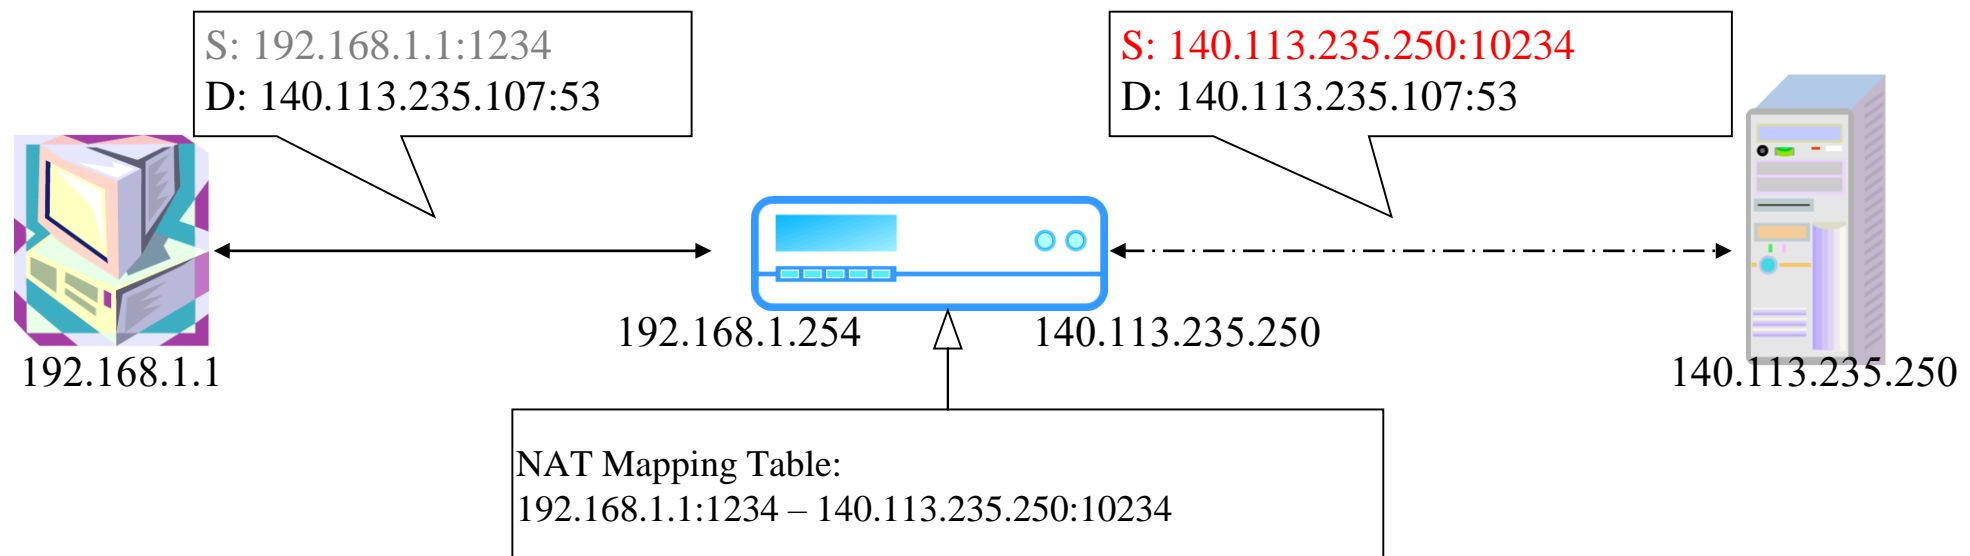 S: 192.168.1.1:1234
D: 140.113.235.107:53
S: 140.113.235.250:10234
D: 140.113.235.107:53
192.168.1.254
140.113.235.250
192.168.1.1
140.113.235.250
NAT Mapping Table:
192.168.1.1:1234 – 140.113.235.250:10234